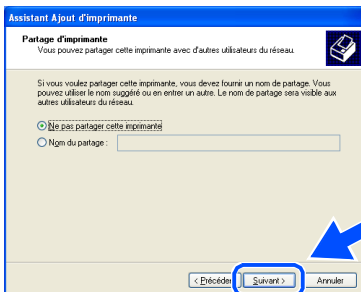 Assistant Ajout d'imprimante
Partage d'imprimante
Vous pouvez partager cette imprimante avec d'autres utilisateurs du réseau.
Si vous voulez partager cette imprimante, vous devez fournir un nom de partage. Vous
pouvez utiliser le nom suggéré ou en entrer un autre. Le nom de partage sera visible aux
autres utilisateurs du réseau.
Ne pas partager cette imprimante
Nom du partage :
< Précéden Suivant > Annuler